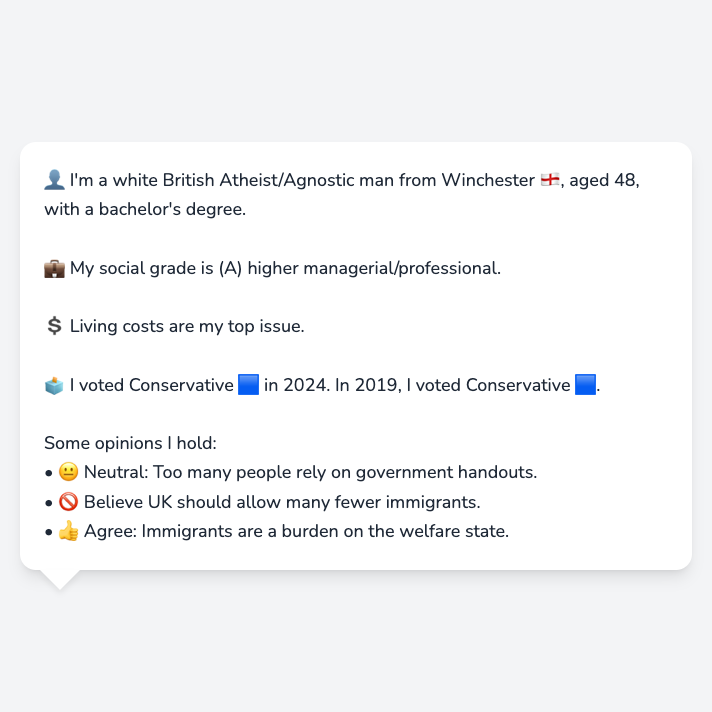 👤 I'm a white British Atheist/Agnostic man from Winchester 🏴󠁧󠁢󠁥󠁮󠁧󠁿, aged 48,
with a bachelor's degree.
💼 My social grade is (A) higher managerial/professional.
💲 Living costs are my top issue.
🗳️ I voted Conservative 🟦 in 2024. In 2019, I voted Conservative 🟦.
Some opinions I hold:
• 😐 Neutral: Too many people rely on government handouts.
• 🚫 Believe UK should allow many fewer immigrants.
• 👍 Agree: Immigrants are a burden on the welfare state.